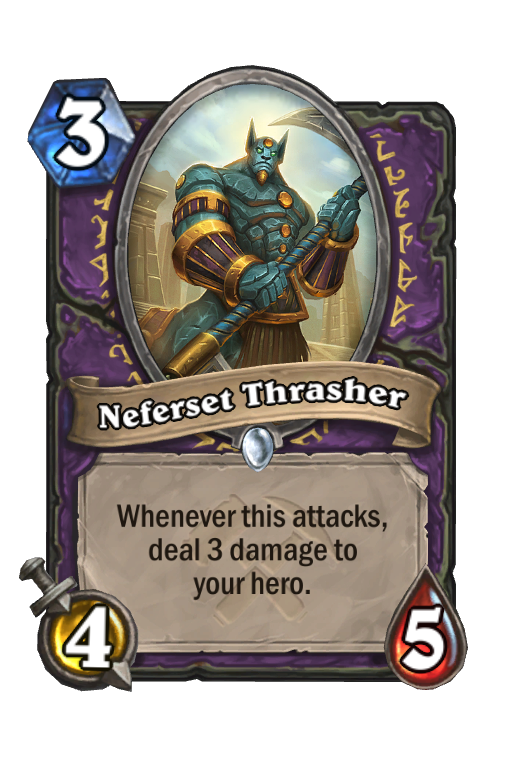 3
Neferset Thrasher
Whenever this attacks,
deal 3 damage to
your hero.
4
5